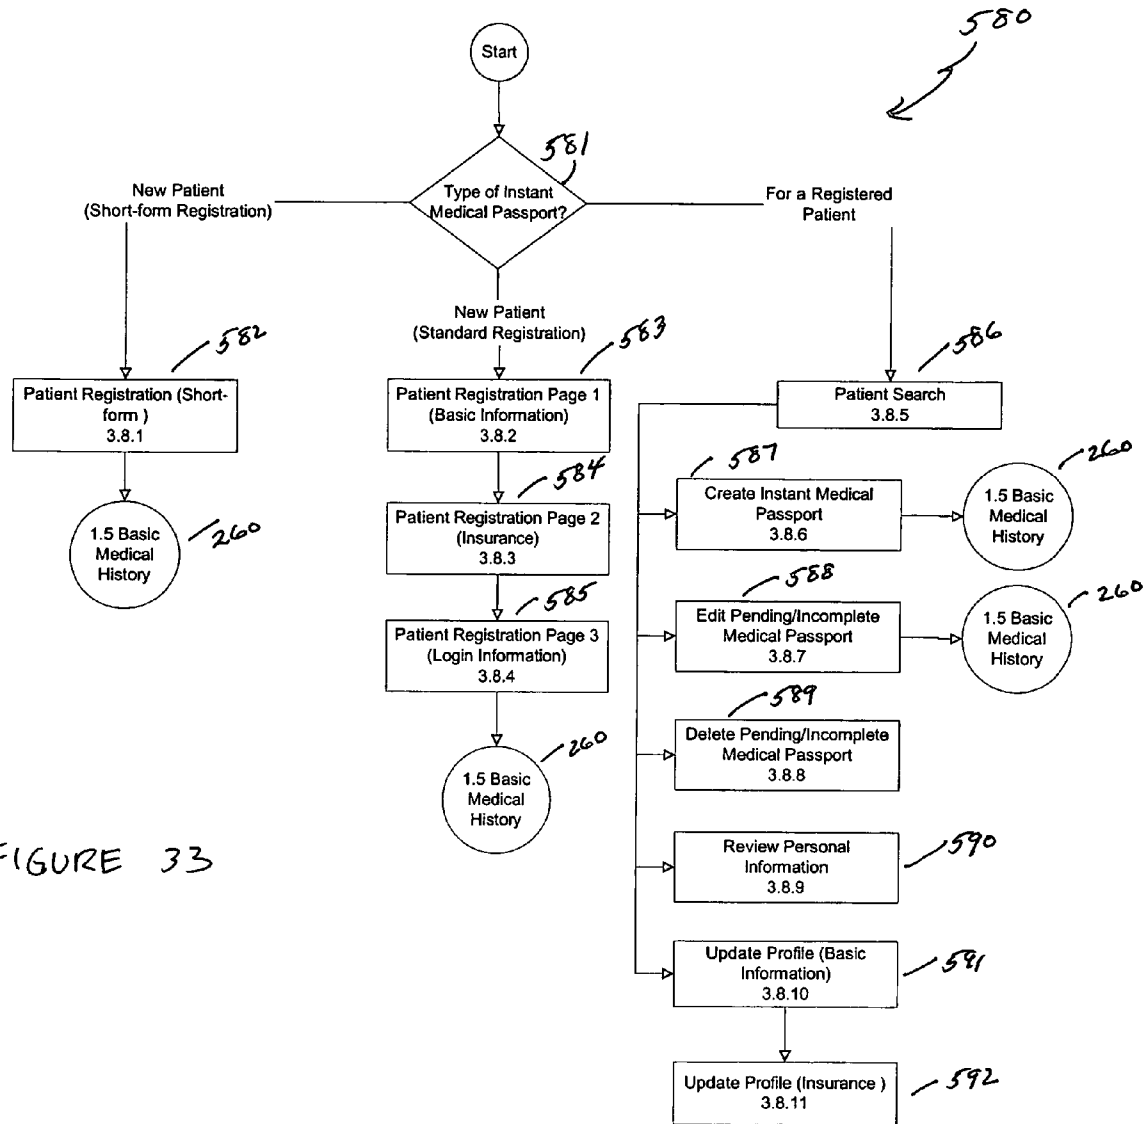 580
Start
581
Type of Instant
Medical Passport?
New Patient
(Short-form Registration)
For a Registered
Patient
New Patient
(Standard Registration)
582
583
586
Patient Registration (Short-
form )
3.8.1
Patient Registration Page 1
(Basic Information)
3.8.2
Patient Search
3.8.5
587
260
584
Create Instant Medical
Passport
3.8.6
1.5 Basic
Medical
History
1.5 Basic
Medical
History
260
Patient Registration Page 2
(Insurance)
3.8.3
588
260
585
Edit Pending/Incomplete
Medical Passport
3.8.7
1.5 Basic
Medical
History
Patient Registration Page 3
(Login Information)
3.8.4
589
Delete Pending/Incomplete
Medical Passport
3.8.8
260
1.5 Basic
Medical
History
FIGURE 33
Review Personal
Information
3.8.9
590
Update Profile (Basic
Information)
3.8.10
591
Update Profile (Insurance )
3.8.11
592